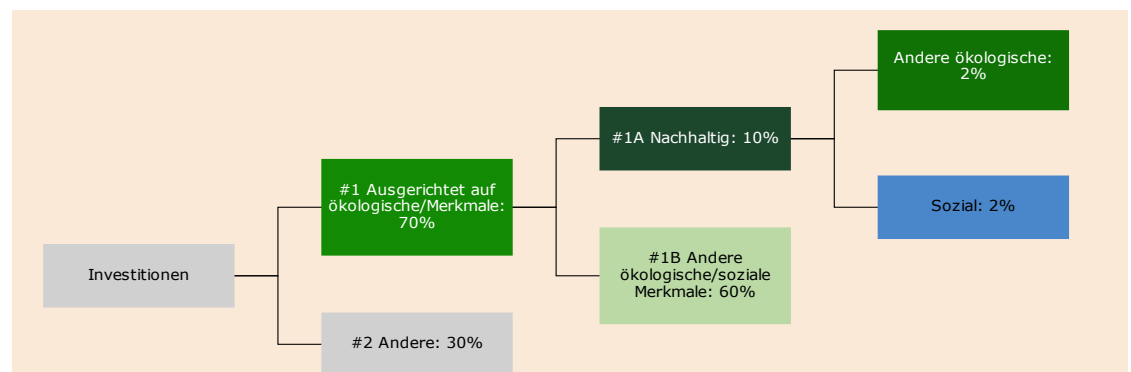 Investitionen
#1 Ausgerichtet auf
ökologische/Merkmale:
70%
#2 Andere: 30%
#1A Nachhaltig: 10%
#1B Andere
ökologische/soziale
Merkmale: 60%
Andere ökologische:
2%
Sozial: 2%